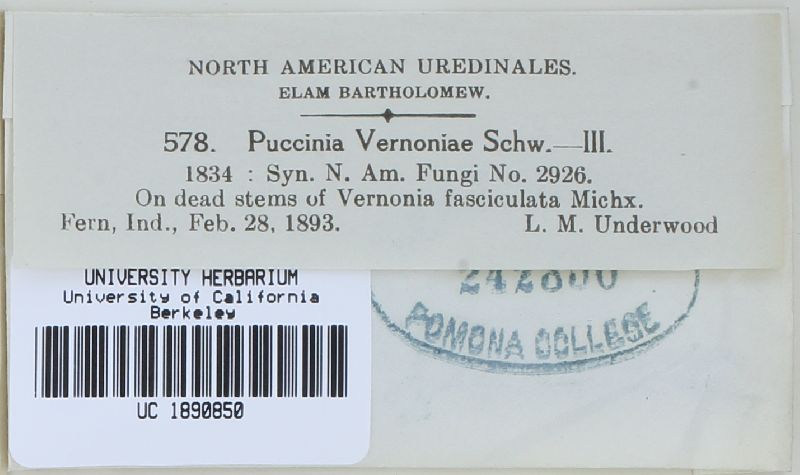 NORTH AMERICAN UREDINALES.
ELAM BARTHOLOMEW.
578. Puccinia Vernoniae Schw.—III.
1834 : Syn. N. Am. Fungi No. 2926.
On dead stems of Vernonia fasciculata Michx.
Fern, Ind., Feb. 28, 1893. L. M. Underwood
UNIVERSITY HERBARIUM
University of California
Berkeley
UC 1890850
POMONA COLLEGE